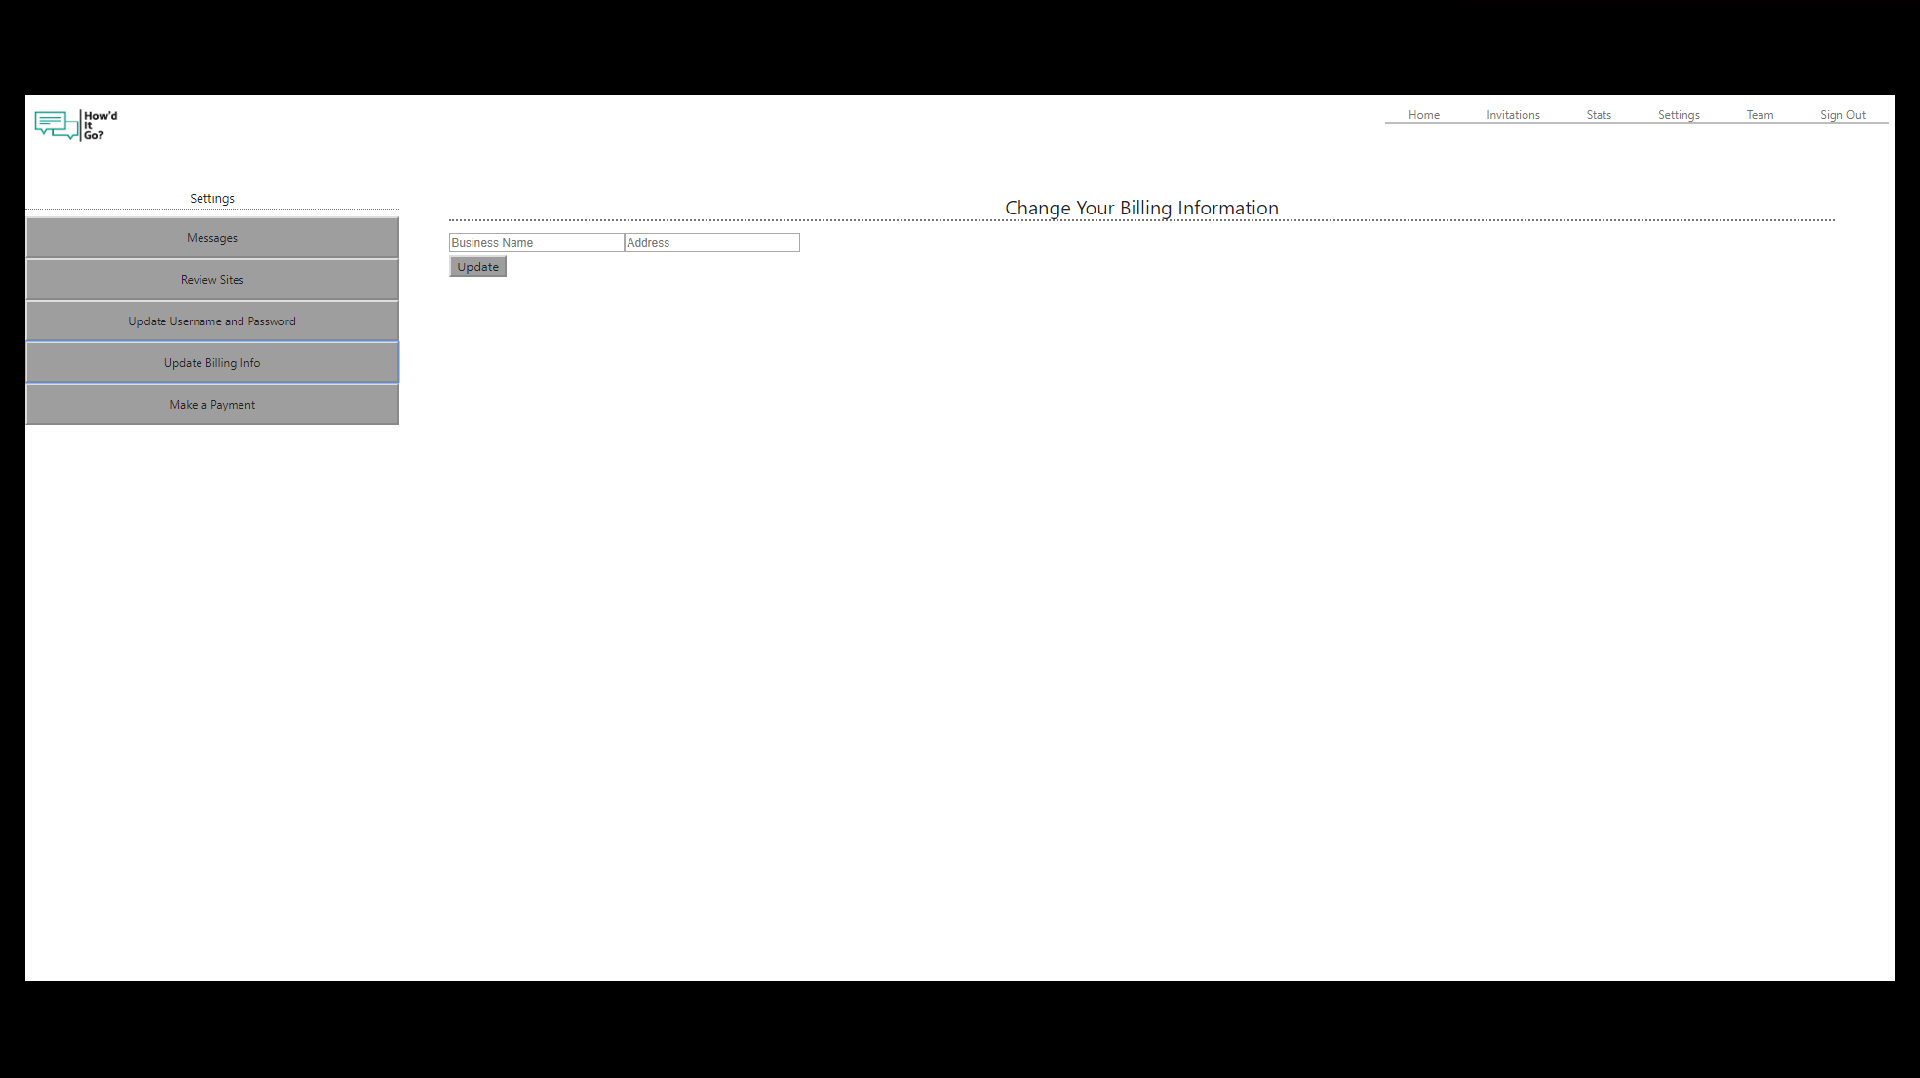 How'd
It
Go?
Home Invitations Stats Settings Team Sign Out
Settings
Messages
Review Sites
Update Username and Password
Update Billing Info
Make a Payment
Change Your Billing Information
Business Name Address
Update